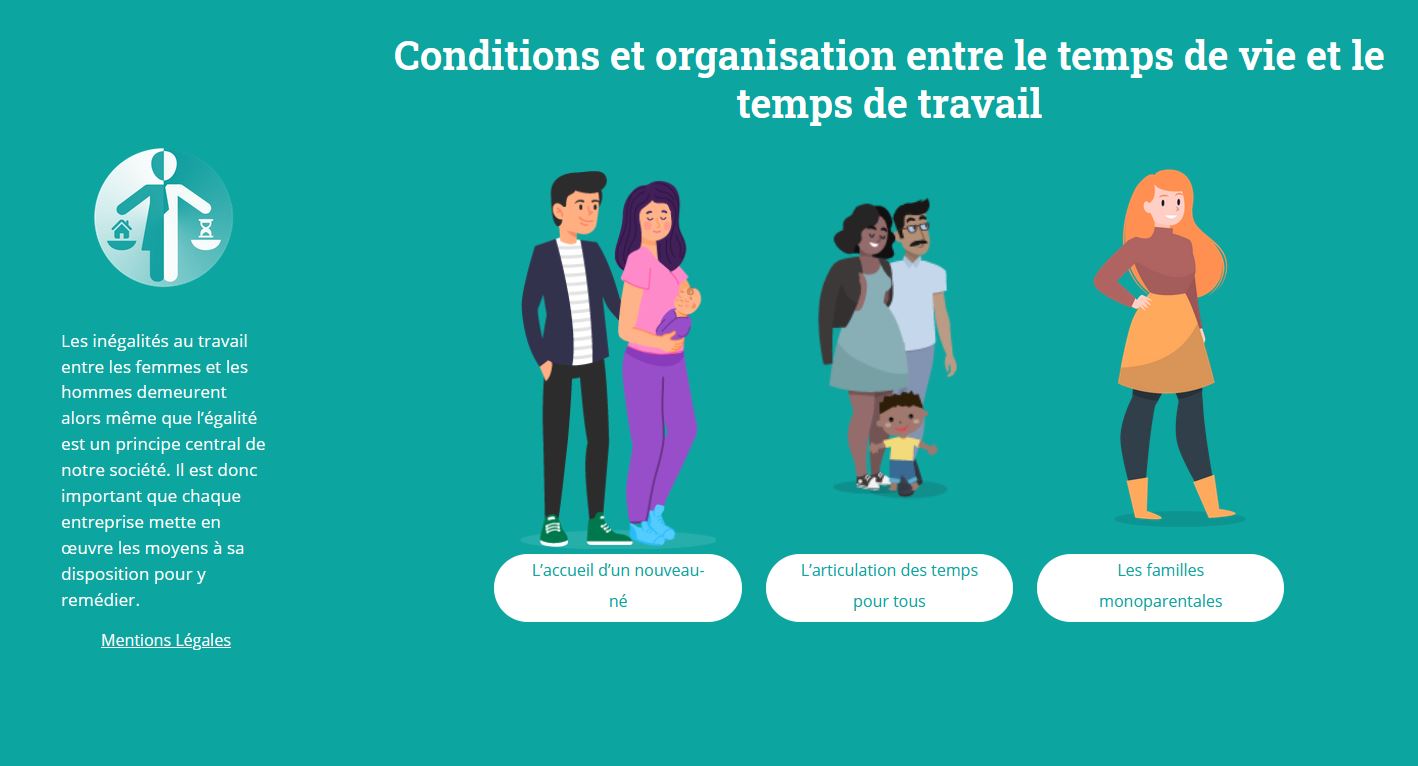 Conditions et organisation entre le temps de vie et le
temps de travail
Les inégalités au travail
entre les femmes et les
hommes demeurent
alors même que l’égalité
est un principe central de
notre société. Il est donc
important que chaque
entreprise mette en
œuvre les moyens à sa
disposition pour y
remédier.
Mentions Légales
L’accueil d’un nouveau-
né
L’articulation des temps
pour tous
Les familles
monoparentales